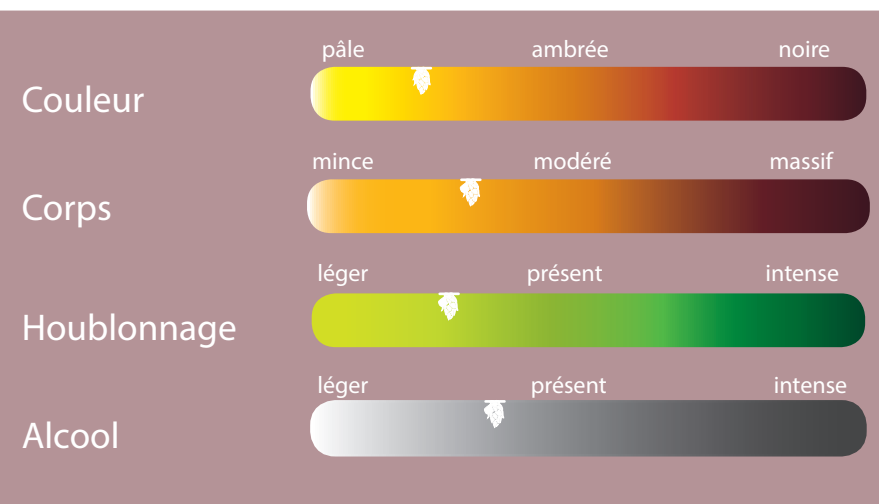 pâle ambrée noire
Couleur
mince modéré massif
Corps
léger présent intense
Houblonnage
léger présent intense
Alcool